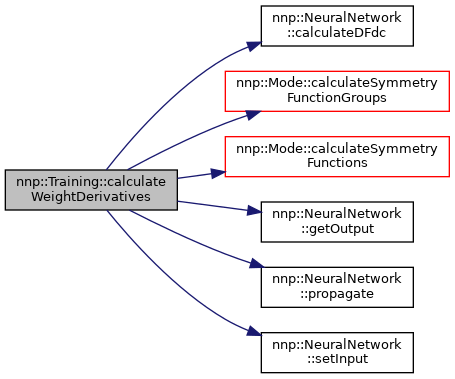 nnp::Training::calculate
WeightDerivatives
nnp::NeuralNetwork
::calculateDFdc
nnp::Mode::calculateSymmetry
FunctionGroups
nnp::Mode::calculateSymmetry
Functions
nnp::NeuralNetwork
::getOutput
nnp::NeuralNetwork
::propagate
nnp::NeuralNetwork
::setInput